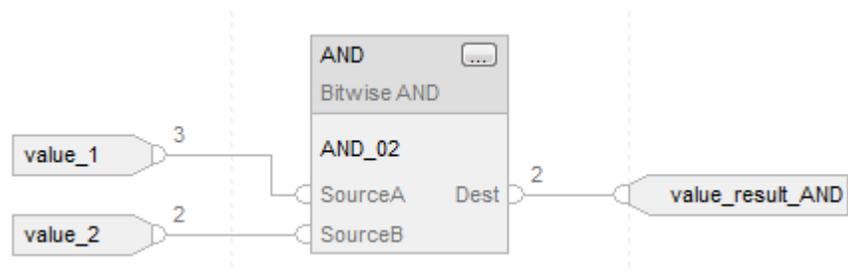 AND ...
Bitwise AND
3
value_1
AND_02
2
SourceA Dest
value_result_AND
2
value_2
SourceB